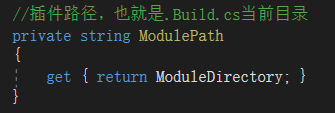 //插件路径，也就是.Build.cs当前目录
private string ModulePath
{
    get { return ModuleDirectory; }
}